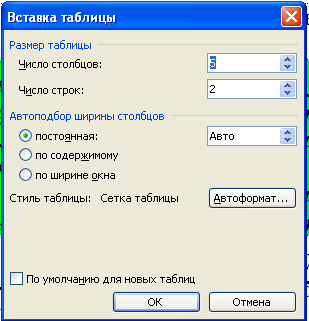 Вставка таблицы
Размер таблицы
Число столбцов: 5
Число строк: 2
Автоподбор ширины столбцов
постоянная: Авто
по содержимому
по ширине окна
Стиль таблицы: Сетка таблицы Автоформат...
По умолчанию для новых таблиц
ОК Отмена